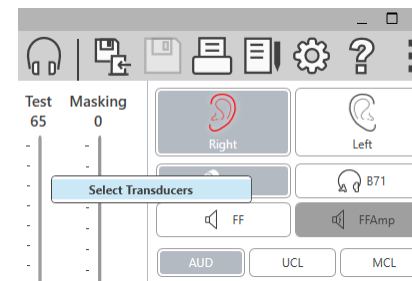 Test Masking
65 0
Right Left
Select Transducers
B71
FF FFAmp
AUD UCL MCL